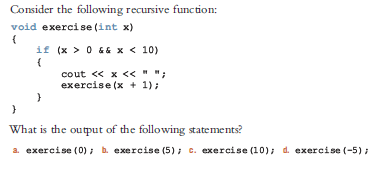 Consider the following recursive function:
void exercise(int x)
{
if (x > 0 && x < 10)
{
cout << x << " ";
exercise(x + 1);
}
}
What is the output of the following statements?
a. exercise(0); b. exercise(5); c. exercise(10); d. exercise(-5);